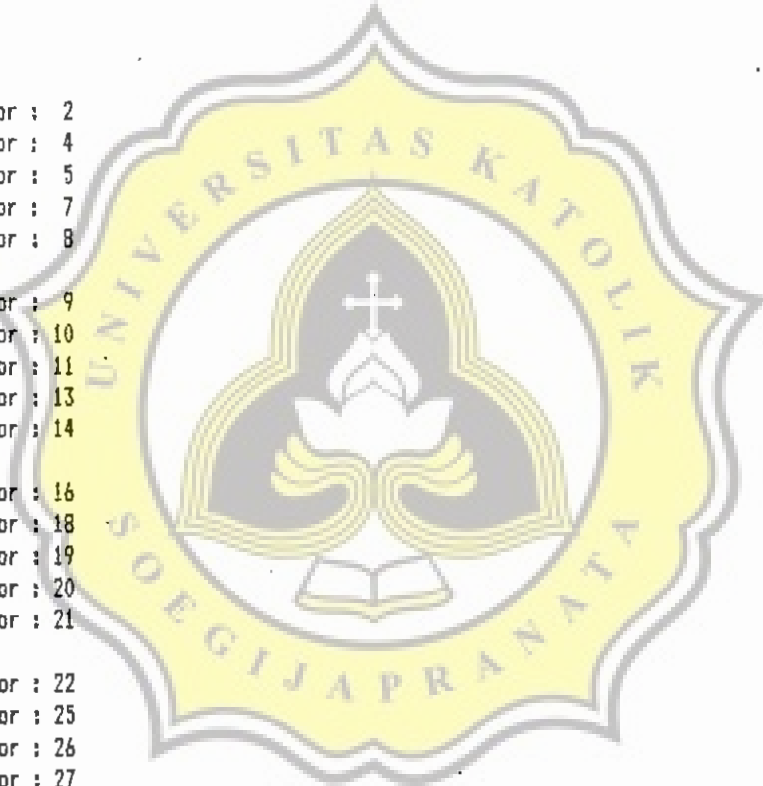 or : 2
or : 4
or : 5
or : 7
or : 8
or : 9
or : 10
or : 11
or : 13
or : 14
or : 16
or : 18
or : 19
or : 20
or : 21
or : 22
or : 25
or : 26
or : 27
UNIVERSITAS KATOLIK
SOEGIJAPRANATA